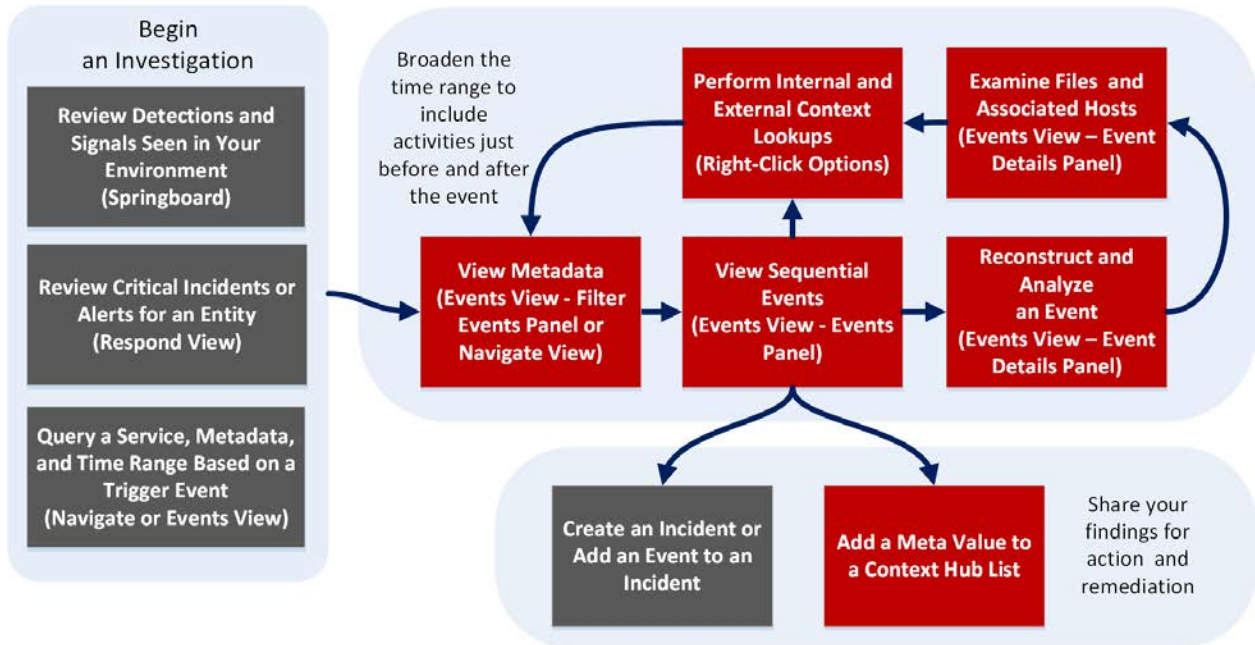 Begin
an Investigation
Review Detections and
Signals Seen in Your
Environment
(Springboard)
Review Critical Incidents or
Alerts for an Entity
(Respond View)
Query a Service, Metadata,
and Time Range Based on a
Trigger Event
(Navigate or Events View)
Broaden the
time range to
include
activities just
before and after
the event
Perform Internal and
External Context
Lookups
(Right-Click Options)
Examine Files and
Associated Hosts
(Events View – Event
Details Panel)
View Metadata
(Events View - Filter
Events Panel or
Navigate View)
View Sequential
Events
(Events View - Events
Panel)
Reconstruct and
Analyze
an Event
(Events View – Event
Details Panel)
Create an Incident or
Add an Event to an
Incident
Add a Meta Value to
a Context Hub List
Share your
findings for
action and
remediation